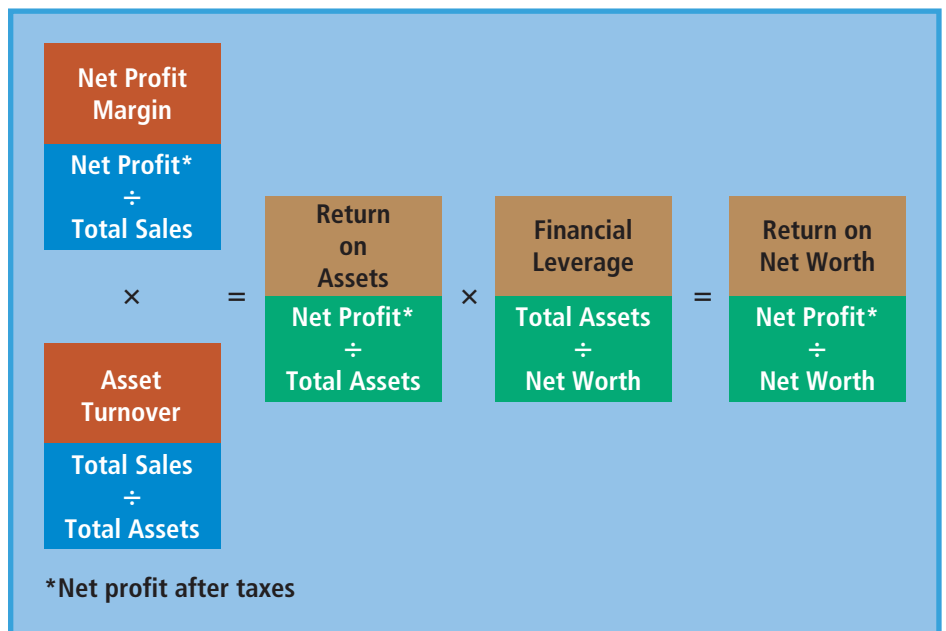 Net Profit
Margin
Net Profit*
÷
Total Sales
×
Asset
Turnover
Total Sales
÷
Total Assets
=
Return
on
Assets
Net Profit*
÷
Total Assets
×
Financial
Leverage
Total Assets
÷
Net Worth
=
Return on
Net Worth
Net Profit*
÷
Net Worth
*Net profit after taxes